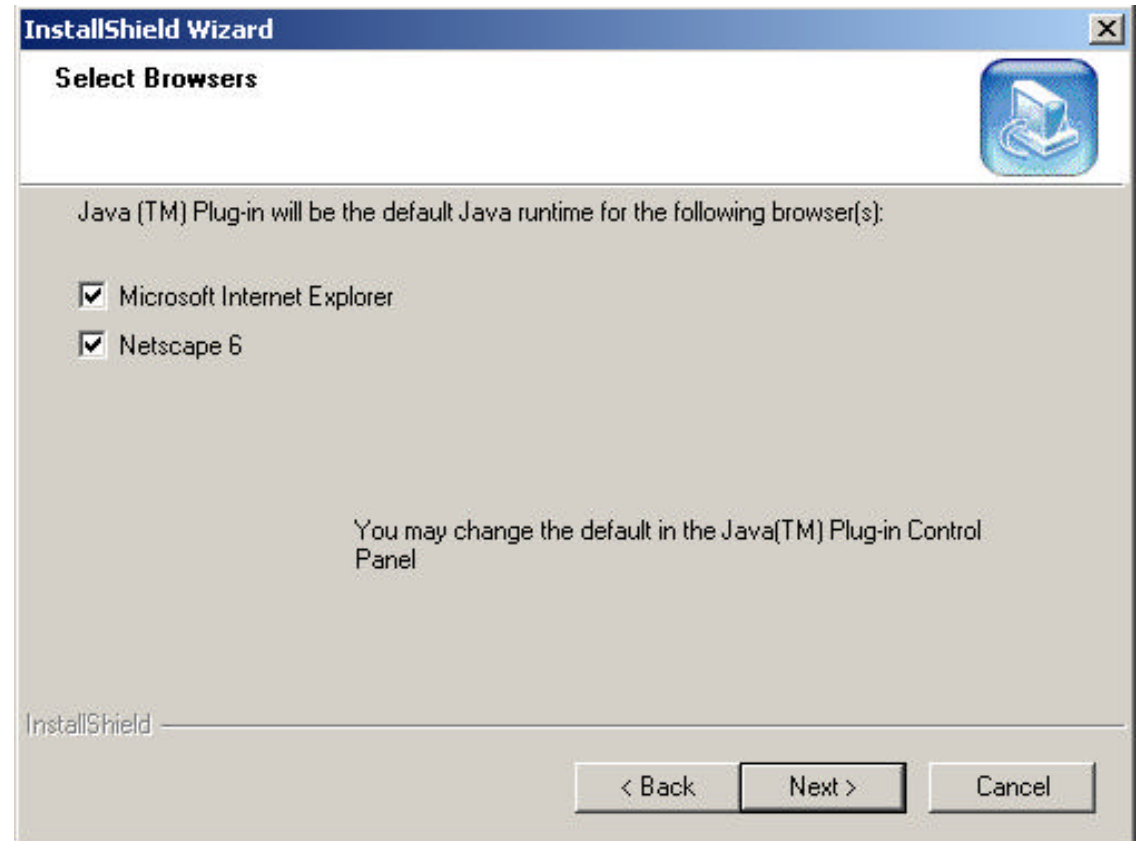 InstallShield Wizard
Select Browsers
Java (TM) Plug-in will be the default Java runtime for the following browser(s):
Microsoft Internet Explorer
Netscape 6
You may change the default in the Java(TM) Plug-in Control
Panel
InstallShield
< Back
Next >
Cancel